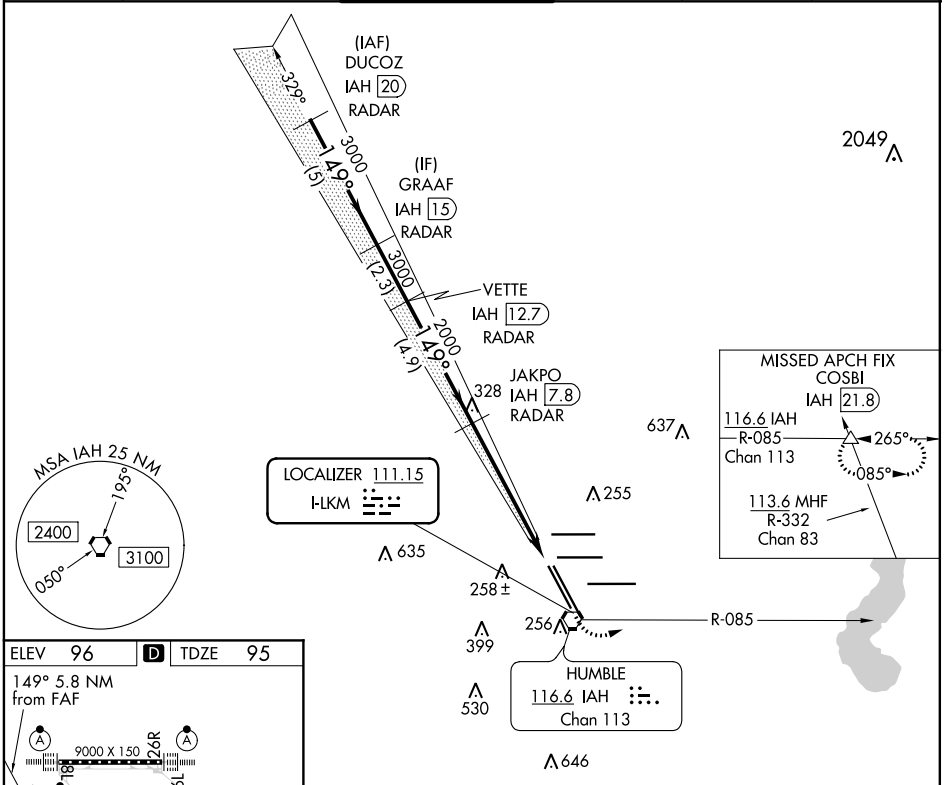 (IAF)
DUCOZ
IAH 20
RADAR
329°
3000
149°
(5)
(IF)
GRAAF
IAH 15
RADAR
2049
3000
(2.3)
VETTE
IAH 12.7
RADAR
2000
149°
(4.9)
JAKPO
IAH 7.8
RADAR
328
637
MISSED APCH FIX
COSBI
IAH 21.8
116.6 IAH
R-085
Chan 113
265°
085°
113.6 MHF
R-332
Chan 83
MSA IAH 25 NM
195°
2400
3100
050°
LOCALIZER 111.15
I-LKM
255
635
258 ±
256
399
R-085
HUMBLE
116.6 IAH
Chan 113
530
646
ELEV 96 D TDZE 95
149° 5.8 NM
from FAF
A
A
9000 X 150
26R